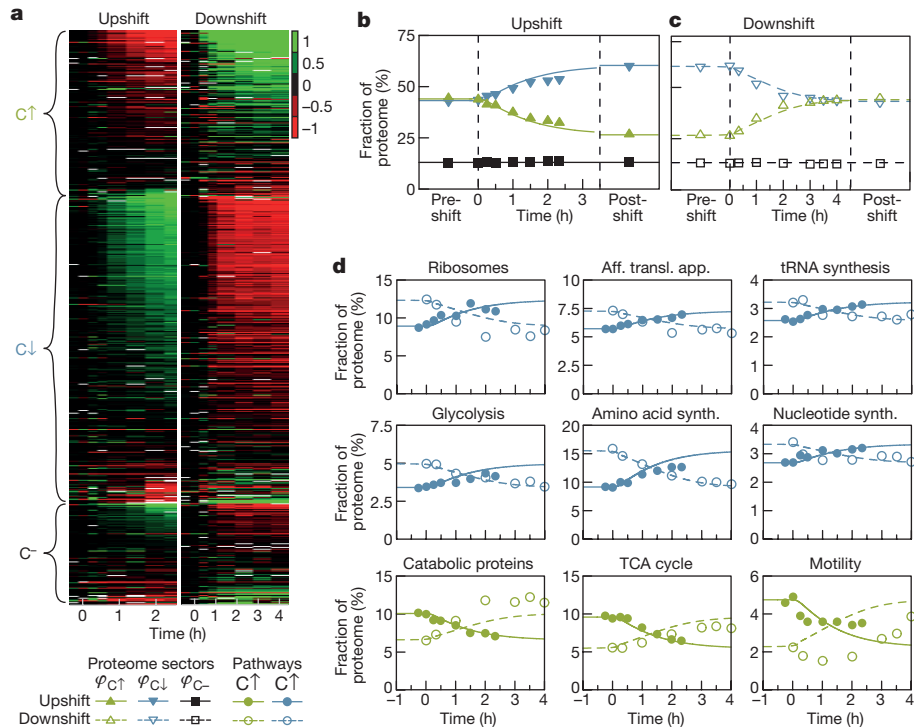 a
Upshift Downshift
1
0.5
0
−0.5
−1
C↑
C↓
C⁻
0 1 2 0 1 2 3 4
Time (h)
Proteome sectors Pathways
φC↑ φC↓ φC− C↑ C↑
Upshift
Downshift
b Upshift
Fraction of
proteome (%)
75
50
25
0
Pre-
shift
0 1 2 3
Time (h)
Post-
shift
c Downshift
Pre-
shift
0 1 2 3 4
Time (h)
Post-
shift
d
Ribosomes
Fraction of
proteome (%)
15
10
5
0
Aff. transl. app.
10
7.5
5
2.5
0
tRNA synthesis
4
3
2
1
0
Glycolysis
Fraction of
proteome (%)
7.5
5
2.5
0
Amino acid synth.
20
15
10
5
0
Nucleotide synth.
4
3
2
1
0
Catabolic proteins
Fraction of
proteome (%)
15
10
5
0
−1 0 1 2 3 4
Time (h)
TCA cycle
15
10
5
0
−1 0 1 2 3 4
Time (h)
Motility
6
4
2
0
−1 0 1 2 3 4
Time (h)